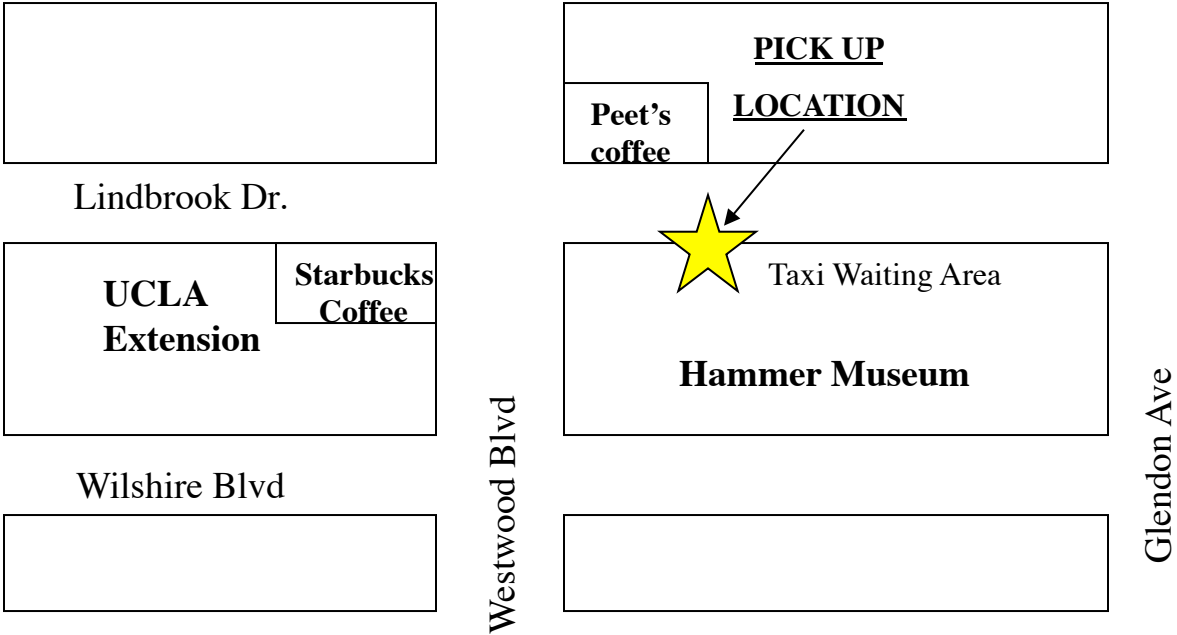 PICK UP
LOCATION
Peet’s
coffee
Lindbrook Dr.
UCLA
Extension
Starbucks
Coffee
Taxi Waiting Area
Hammer Museum
Wilshire Blvd
Westwood Blvd
Glendon Ave